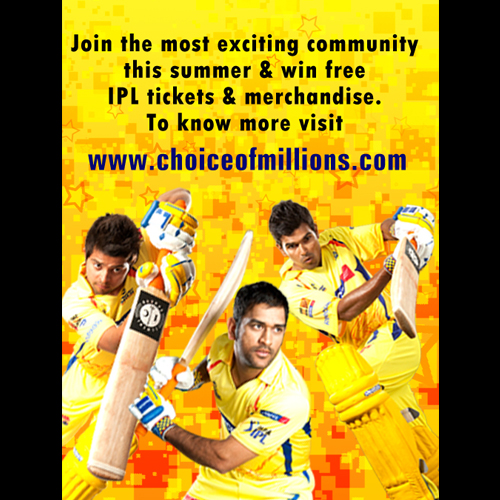 Join the most exciting community
this summer & win free
IPL tickets & merchandise.
To know more visit
www.choiceofmillions.com
IPL